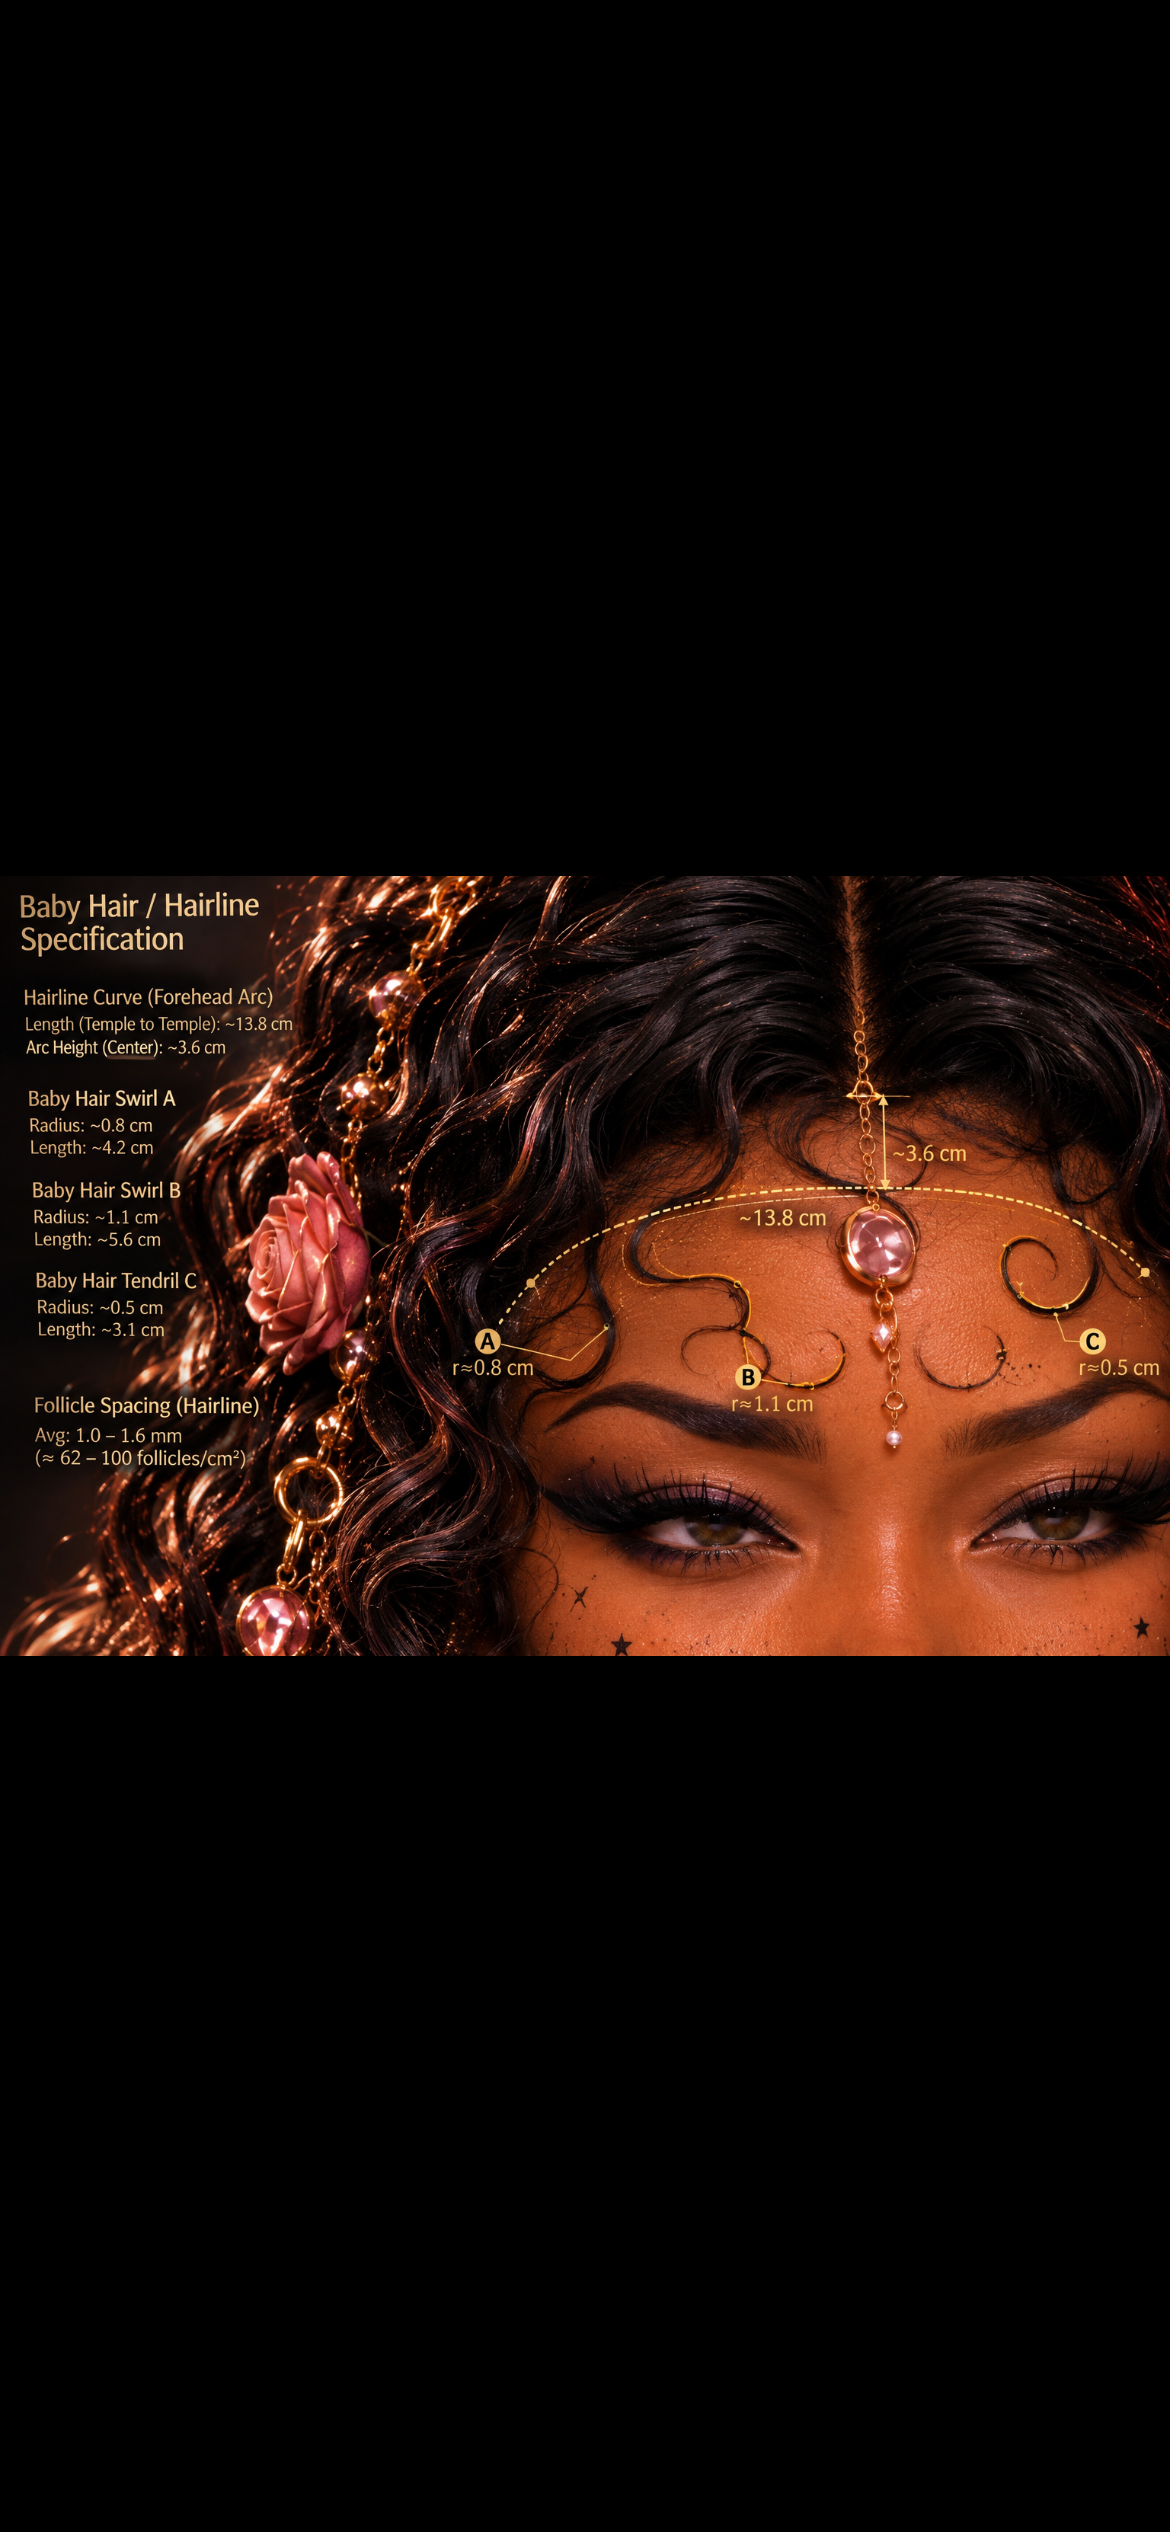 Baby Hair / Hairline
Specification
Hairline Curve (Forehead Arc)
Length (Temple to Temple): ~13.8 cm
Arc Height (Center): ~3.6 cm
Baby Hair Swirl A
Radius: ~0.8 cm
Length: ~4.2 cm
Baby Hair Swirl B
Radius: ~1.1 cm
Length: ~5.6 cm
Baby Hair Tendril C
Radius: ~0.5 cm
Length: ~3.1 cm
Follicle Spacing (Hairline)
Avg: 1.0 – 1.6 mm
(≈ 62 – 100 follicles/cm²)
~3.6 cm
~13.8 cm
A
r≈0.8 cm
B
r≈1.1 cm
C
r≈0.5 cm